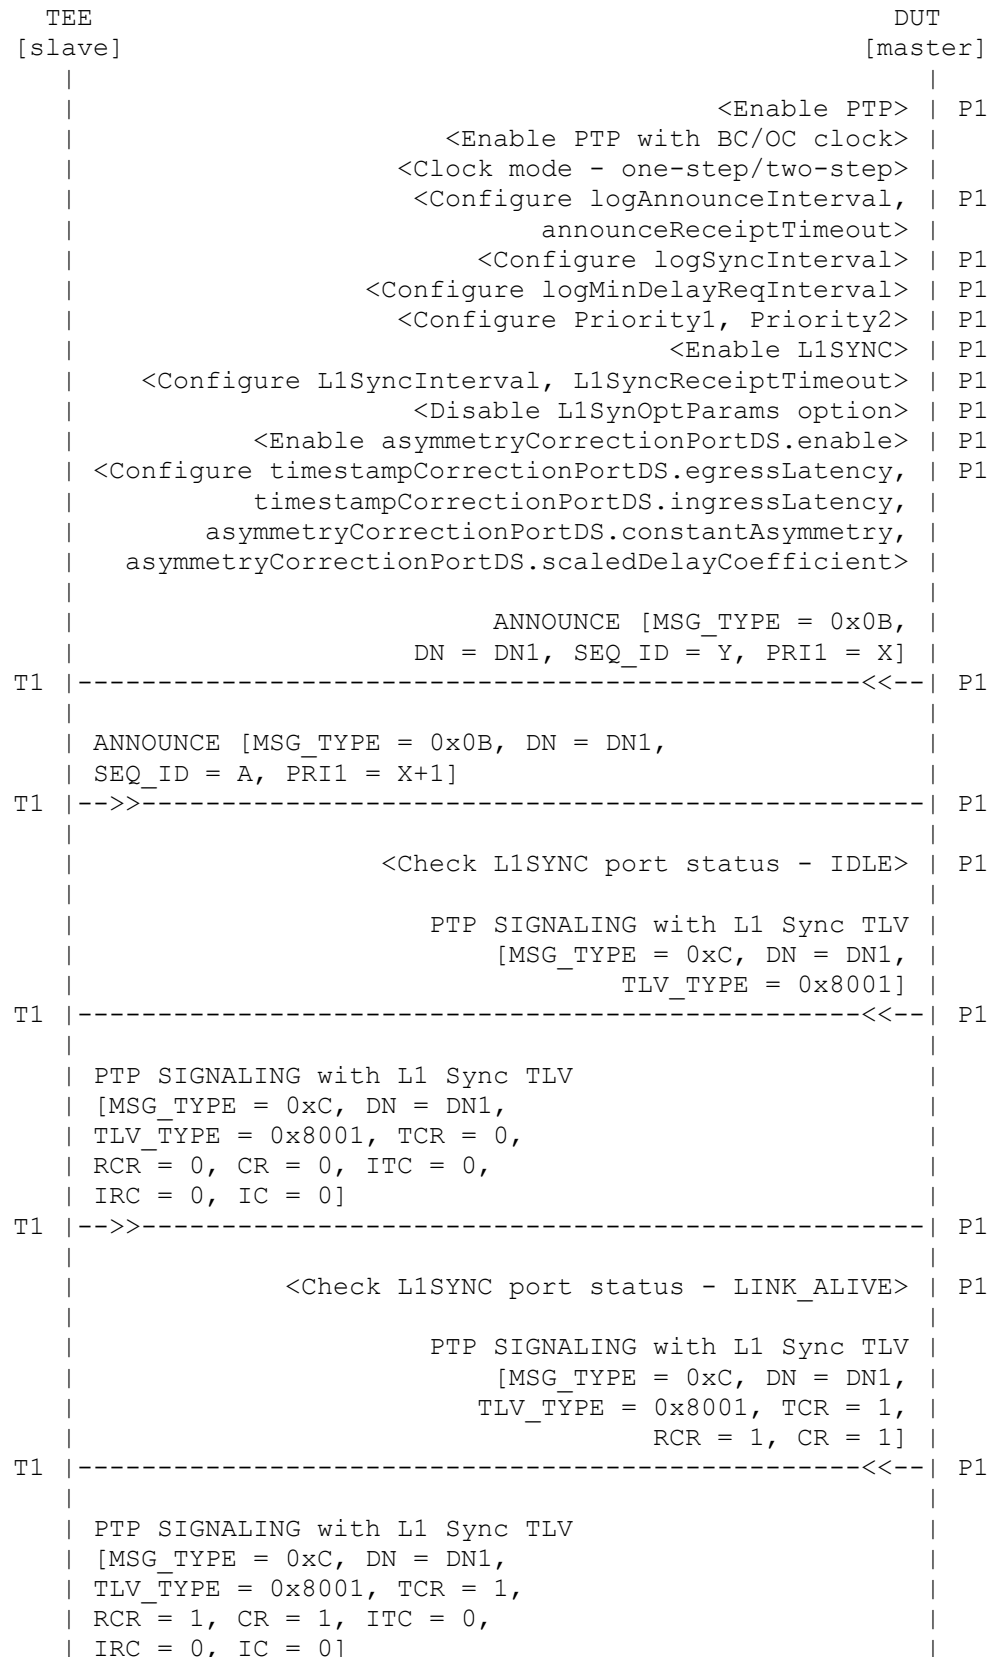 TEE                                                  DUT
[slave]                                              [master]
   |                                                     |
   |                                        <Enable PTP> | P1
   |                       <Enable PTP with BC/OC clock> |
   |                    <Clock mode - one-step/two-step> |
   |                     <Configure logAnnounceInterval, | P1
   |                             announceReceiptTimeout> |
   |                         <Configure logSyncInterval> | P1
   |                  <Configure logMinDelayReqInterval> | P1
   |                    <Configure Priority1, Priority2> | P1
   |                                     <Enable L1SYNC> | P1
   |    <Configure L1SyncInterval, L1SyncReceiptTimeout> | P1
   |                     <Disable L1SynOptParams option> | P1
   |           <Enable asymmetryCorrectionPortDS.enable> | P1
   | <Configure timestampCorrectionPortDS.egressLatency, | P1
   |           timestampCorrectionPortDS.ingressLatency, |
   |        asymmetryCorrectionPortDS.constantAsymmetry, |
   |   asymmetryCorrectionPortDS.scaledDelayCoefficient> |
   |                                                     |
   |                          ANNOUNCE [MSG_TYPE = 0x0B, |
   |                     DN = DN1, SEQ_ID = Y, PRI1 = X] |
T1 |-------------------------------------------------<<--| P1
   |                                                     |
   | ANNOUNCE [MSG_TYPE = 0x0B, DN = DN1,                |
   | SEQ_ID = A, PRI1 = X+1]                             |
T1 |-->>-------------------------------------------------| P1
   |                                                     |
   |                   <Check L1SYNC port status - IDLE> | P1
   |                                                     |
   |                      PTP SIGNALING with L1 Sync TLV |
   |                          [MSG_TYPE = 0xC, DN = DN1, |
   |                                  TLV_TYPE = 0x8001] |
T1 |-------------------------------------------------<<--| P1
   |                                                     |
   | PTP SIGNALING with L1 Sync TLV                      |
   | [MSG_TYPE = 0xC, DN = DN1,                          |
   | TLV_TYPE = 0x8001, TCR = 0,                         |
   | RCR = 0, CR = 0, ITC = 0,                           |
   | IRC = 0, IC = 0]                                    |
T1 |-->>-------------------------------------------------| P1
   |                                                     |
   |             <Check L1SYNC port status - LINK_ALIVE> | P1
   |                                                     |
   |                      PTP SIGNALING with L1 Sync TLV |
   |                          [MSG_TYPE = 0xC, DN = DN1, |
   |                         TLV_TYPE = 0x8001, TCR = 1, |
   |                                    RCR = 1, CR = 1] |
T1 |-------------------------------------------------<<--| P1
   |                                                     |
   | PTP SIGNALING with L1 Sync TLV                      |
   | [MSG_TYPE = 0xC, DN = DN1,                          |
   | TLV_TYPE = 0x8001, TCR = 1,                         |
   | RCR = 1, CR = 1, ITC = 0,                           |
   | IRC = 0, IC = 0]                                    |